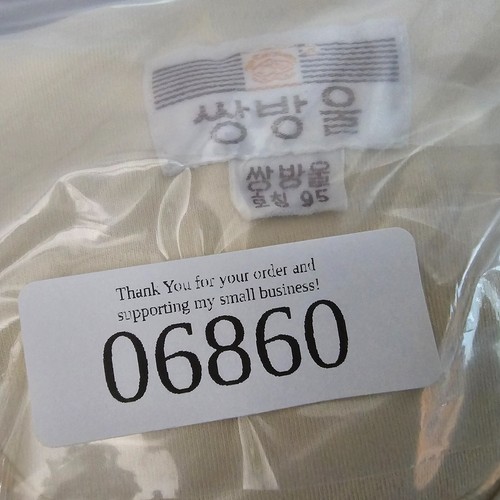 쌍방울
쌍방울
호칭 95
Thank You for your order and
supporting my small business!
06860